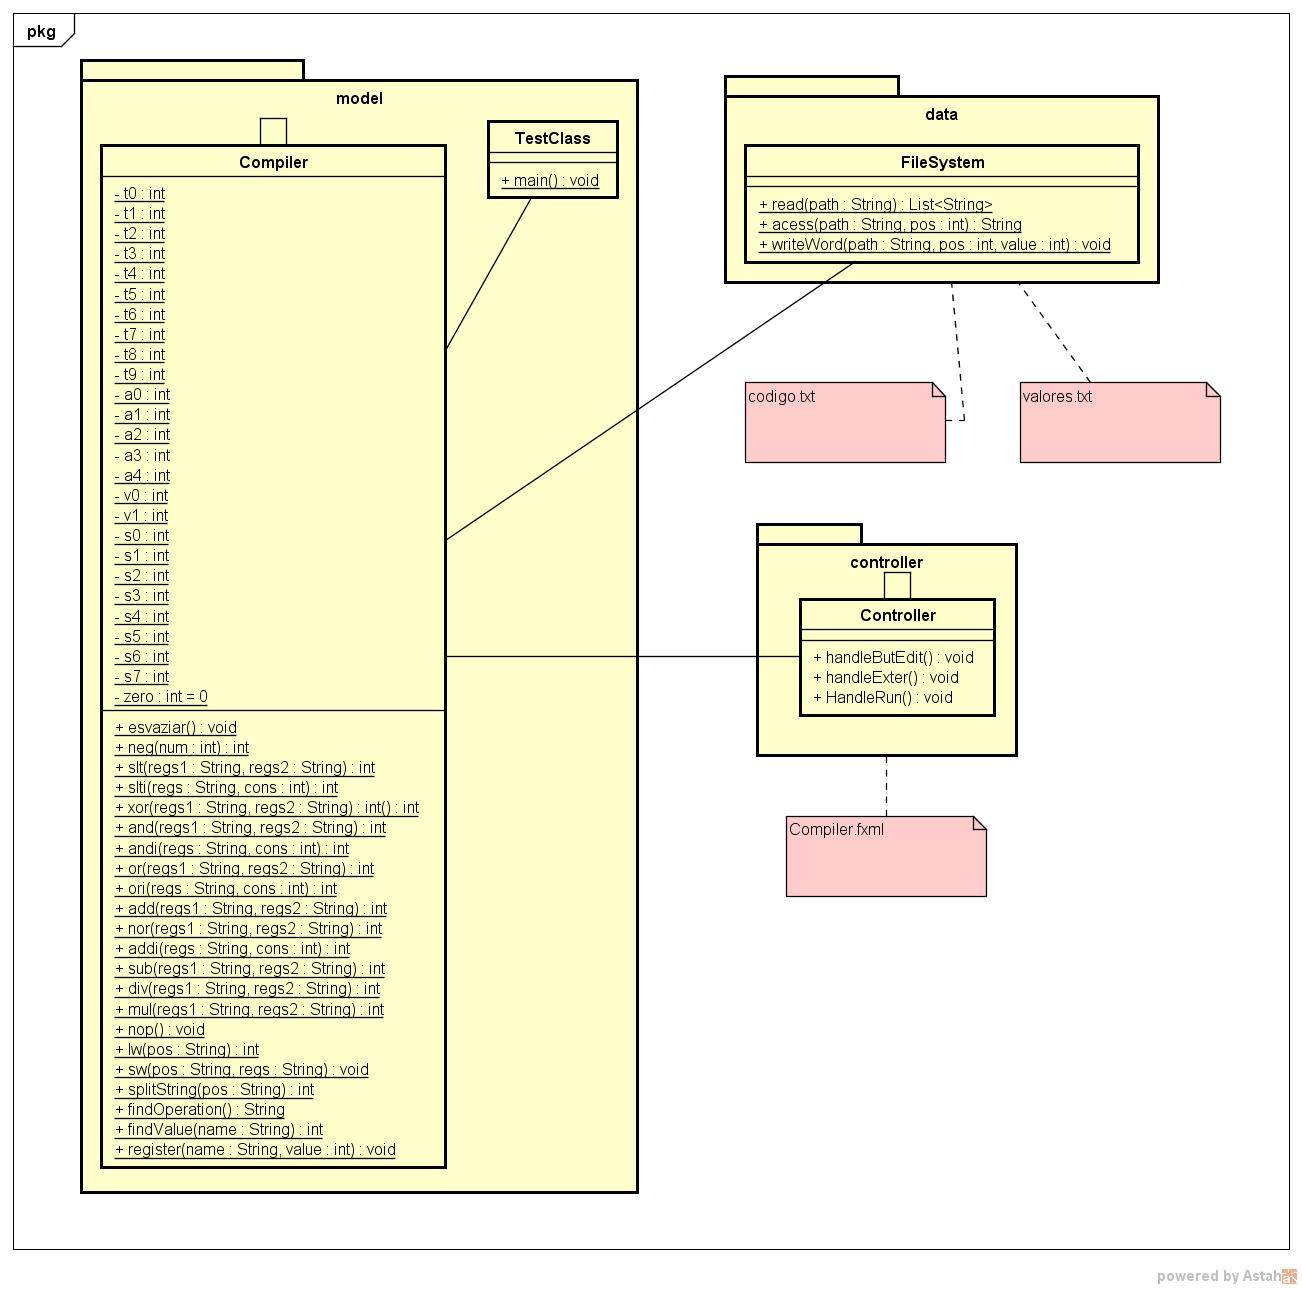 pkg
model
Compiler
- t0 : int
- t1 : int
- t2 : int
- t3 : int
- t4 : int
- t5 : int
- t6 : int
- t7 : int
- t8 : int
- t9 : int
- a0 : int
- a1 : int
- a2 : int
- a3 : int
- a4 : int
- v0 : int
- v1 : int
- s0 : int
- s1 : int
- s2 : int
- s3 : int
- s4 : int
- s5 : int
- s6 : int
- s7 : int
- zero : int = 0
+ esvaziar() : void
+ neg(num : int) : int
+ slt(regs1 : String, regs2 : String) : int
+ slti(regs : String, cons : int) : int
+ xor(regs1 : String, regs2 : String) : int() : int
+ and(regs1 : String, regs2 : String) : int
+ andi(regs : String, cons : int) : int
+ or(regs1 : String, regs2 : String) : int
+ ori(regs : String, cons : int) : int
+ add(regs1 : String, regs2 : String) : int
+ nor(regs1 : String, regs2 : String) : int
+ addi(regs : String, cons : int) : int
+ sub(regs1 : String, regs2 : String) : int
+ div(regs1 : String, regs2 : String) : int
+ mul(regs1 : String, regs2 : String) : int
+ nop() : void
+ lw(pos : String) : int
+ sw(pos : String, regs : String) : void
+ splitString(pos : String) : int
+ findOperation() : String
+ findValue(name : String) : int
+ register(name : String, value : int) : void
TestClass
+ main() : void
data
FileSystem
+ read(path : String) : List<String>
+ acess(path : String, pos : int) : String
+ writeWord(path : String, pos : int, value : int) : void
codigo.txt
valores.txt
controller
Controller
+ handleButEdit() : void
+ handleExter() : void
+ HandleRun() : void
Compiler.fxml
powered by Astah